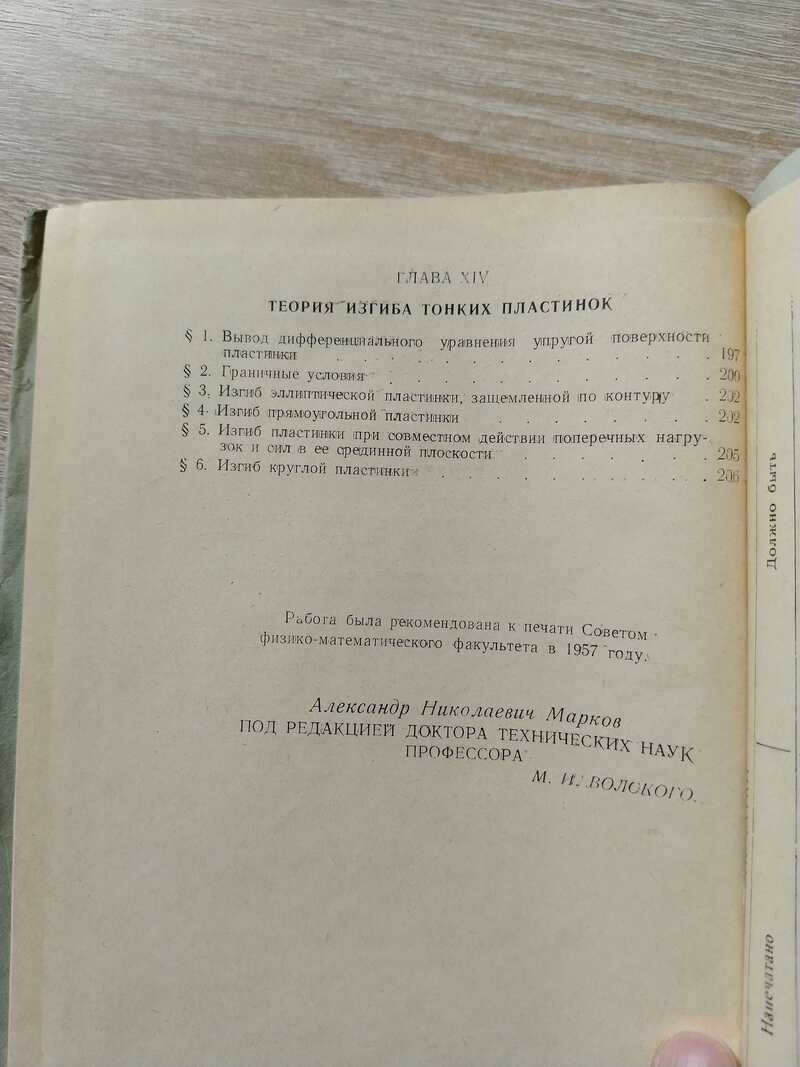 ГЛАВА XIV
ТЕОРИЯ ИЗГИБА ТОНКИХ ПЛАСТИНОК
§ 1. Вывод дифференциального уравнения упругой поверхности
пластинки . . . . . . . . . . . . . . 197
§ 2. Граничные условия . . . . . . . . . . . . 200
§ 3. Изгиб эллиптической пластинки, защемленной по контуру . 202
§ 4. Изгиб прямоугольной пластинки . . . . . . . . 202
§ 5. Изгиб пластинки при совместном действии поперечных нагру-
зок и сил в ее срединной плоскости . . . . . . . 205
§ 6. Изгиб круглой пластинки . . . . . . . . . . 206
Работа была рекомендована к печати Советом
физико-математического факультета в 1957 году.
Александр Николаевич Марков
ПОД РЕДАКЦИЕЙ ДОКТОРА ТЕХНИЧЕСКИХ НАУК
ПРОФЕССОРА
М. ВОЛСКОГО.
Должно быть
Напечатано